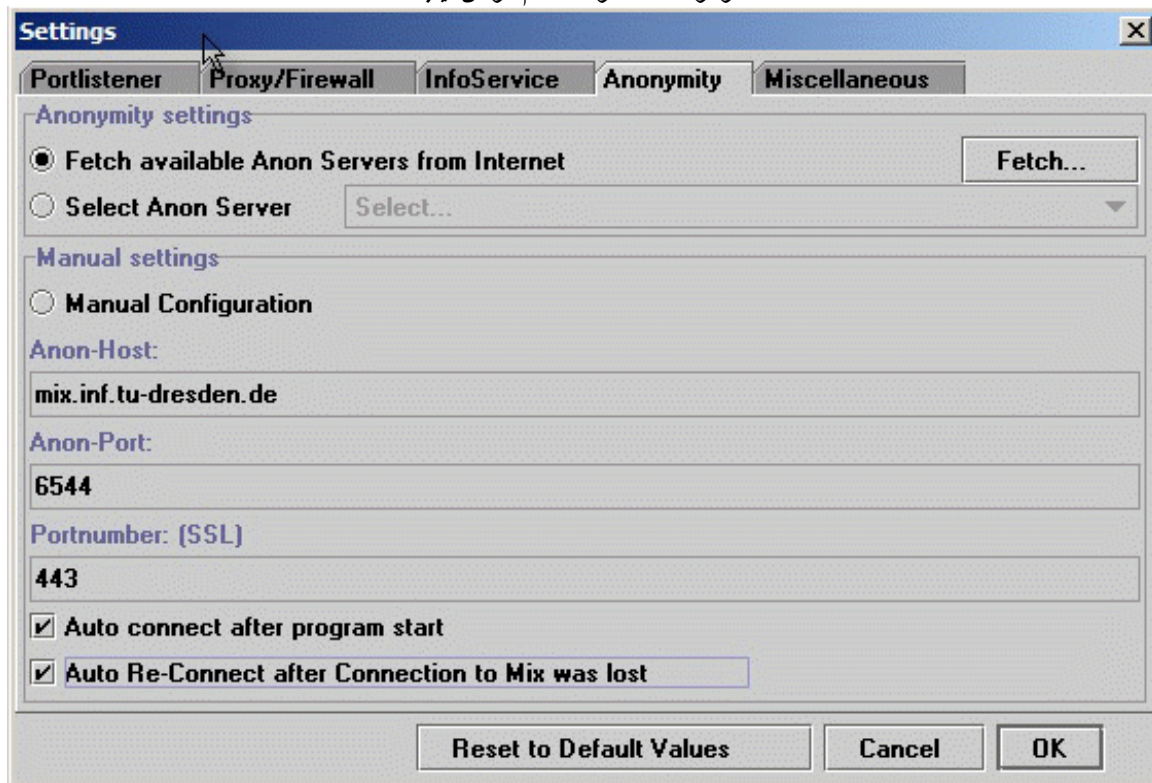 Settings
Portlistener Proxy/Firewall InfoService Anonymity Miscellaneous
Anonymity settings
Fetch available Anon Servers from Internet Fetch...
Select Anon Server Select...
Manual settings
Manual Configuration
Anon-Host:
mix.inf.tu-dresden.de
Anon-Port:
6544
Portnumber: (SSL)
443
Auto connect after program start
Auto Re-Connect after Connection to Mix was lost
Reset to Default Values Cancel OK